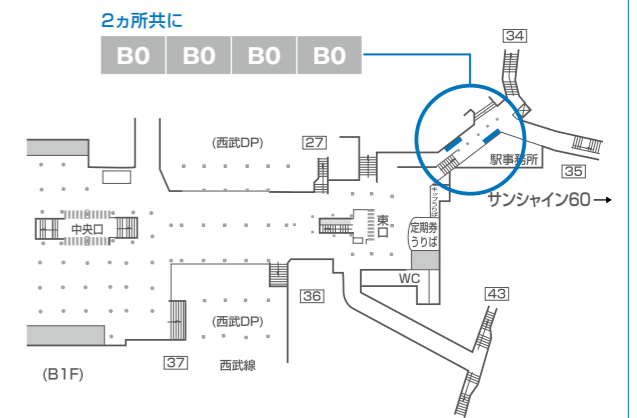 2ヵ所共に
B0 B0 B0 B0
34
(西武DP)
27
駅事務所
35
サンシャイン60→
中央口
東口
定期券
うりば
WC
36
43
(西武DP)
37
西武線
(B1F)